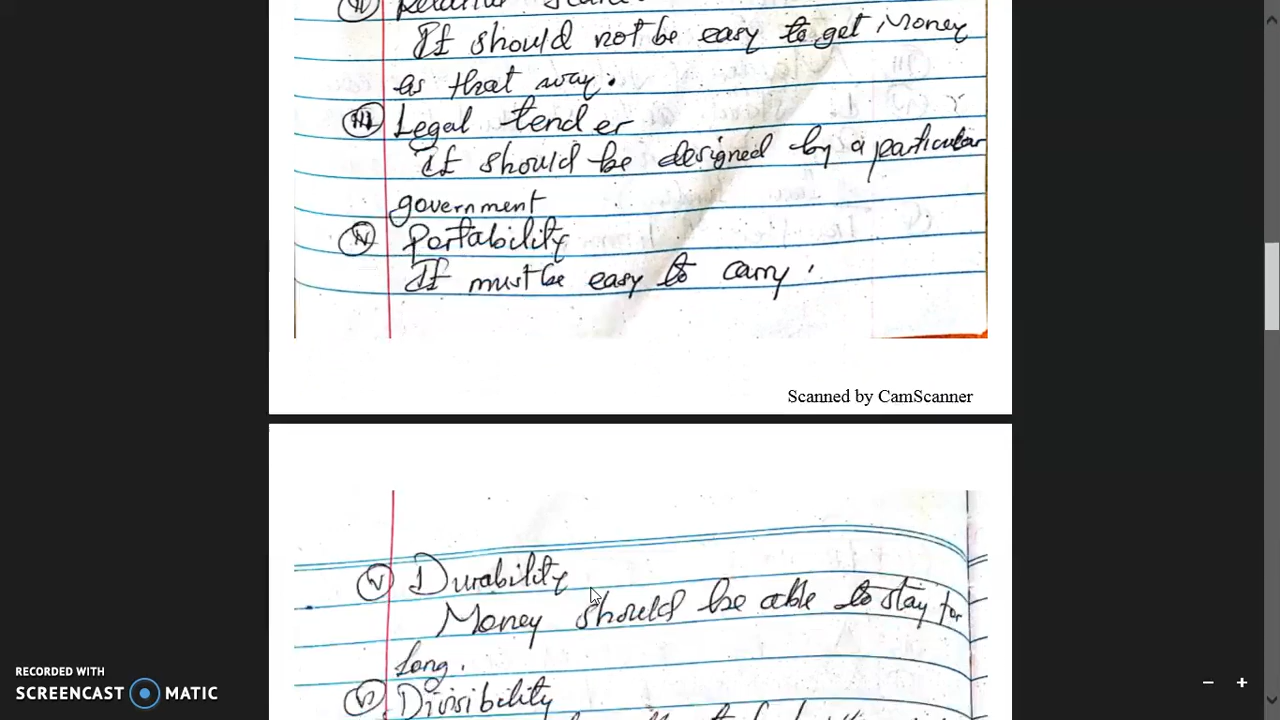 (ii) Relative
It should not be easy to get Money
as that way.
(iii) Legal tender
It should be designed by a particular
government
(iv) Portability
It must be easy to carry.
Scanned by CamScanner
(v) Durability
Money should be able to stay for
long.
(vi) Divisibility
RECORDED WITH
SCREENCAST MATIC